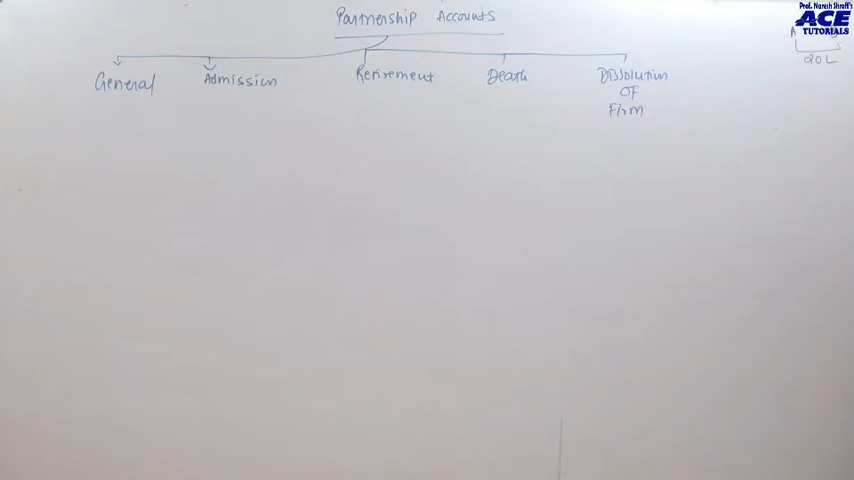 Prof. Naresh Shroff's
ACE
TUTORIALS
Partnership Accounts
A
20L
General Admission Retirement Death Dissolution
OF
Firm